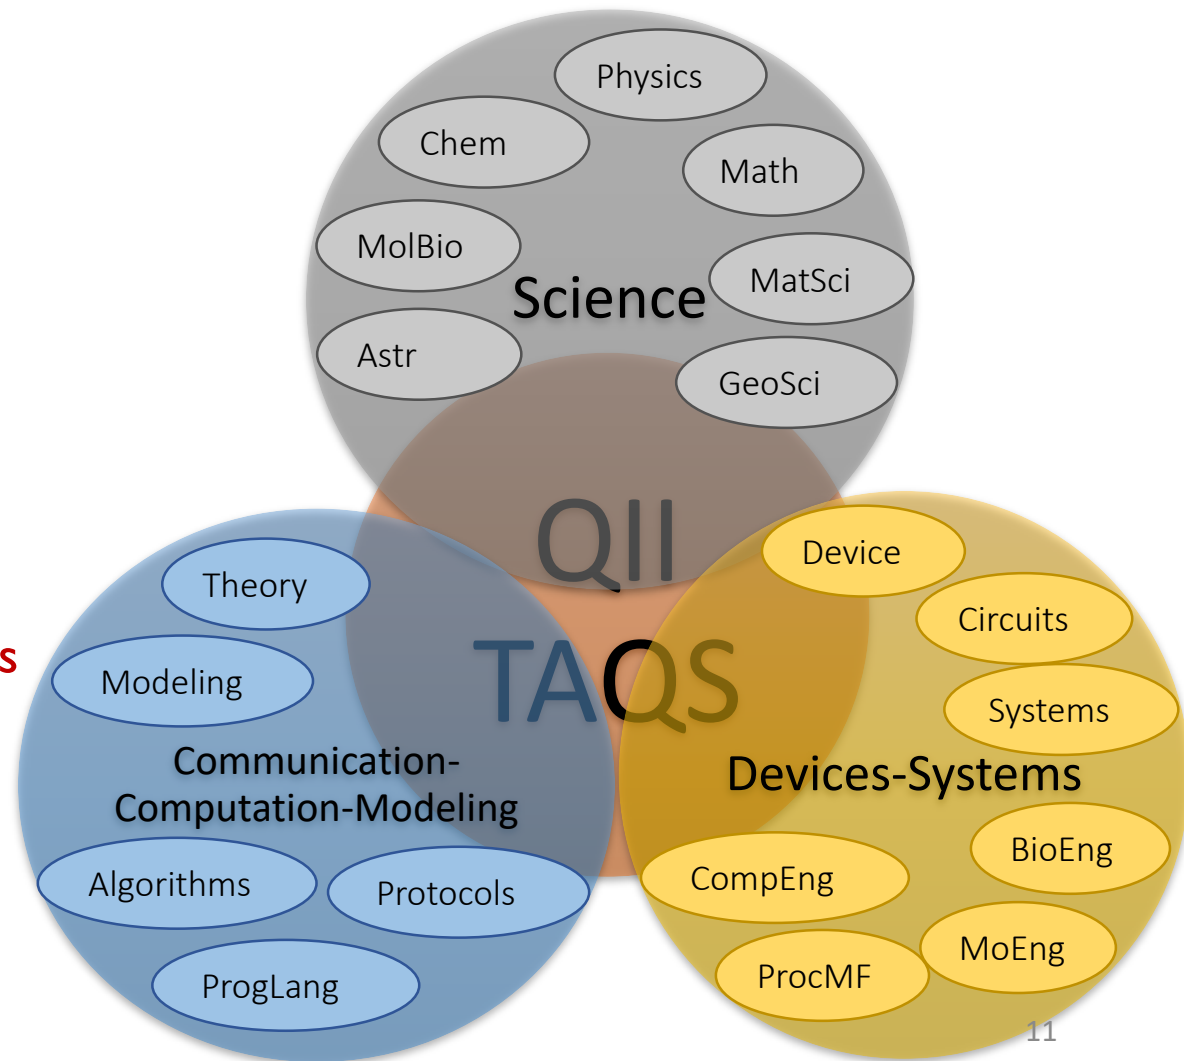 Physics
Chem
Math
MolBio
MatSci
Science
Astr
GeoSci
QII
TAQS
Device
Circuits
Systems
Devices-Systems
BioEng
CompEng
MoEng
ProcMF
Theory
s
Modeling
Communication-
Computation-Modeling
Algorithms
Protocols
ProgLang
11